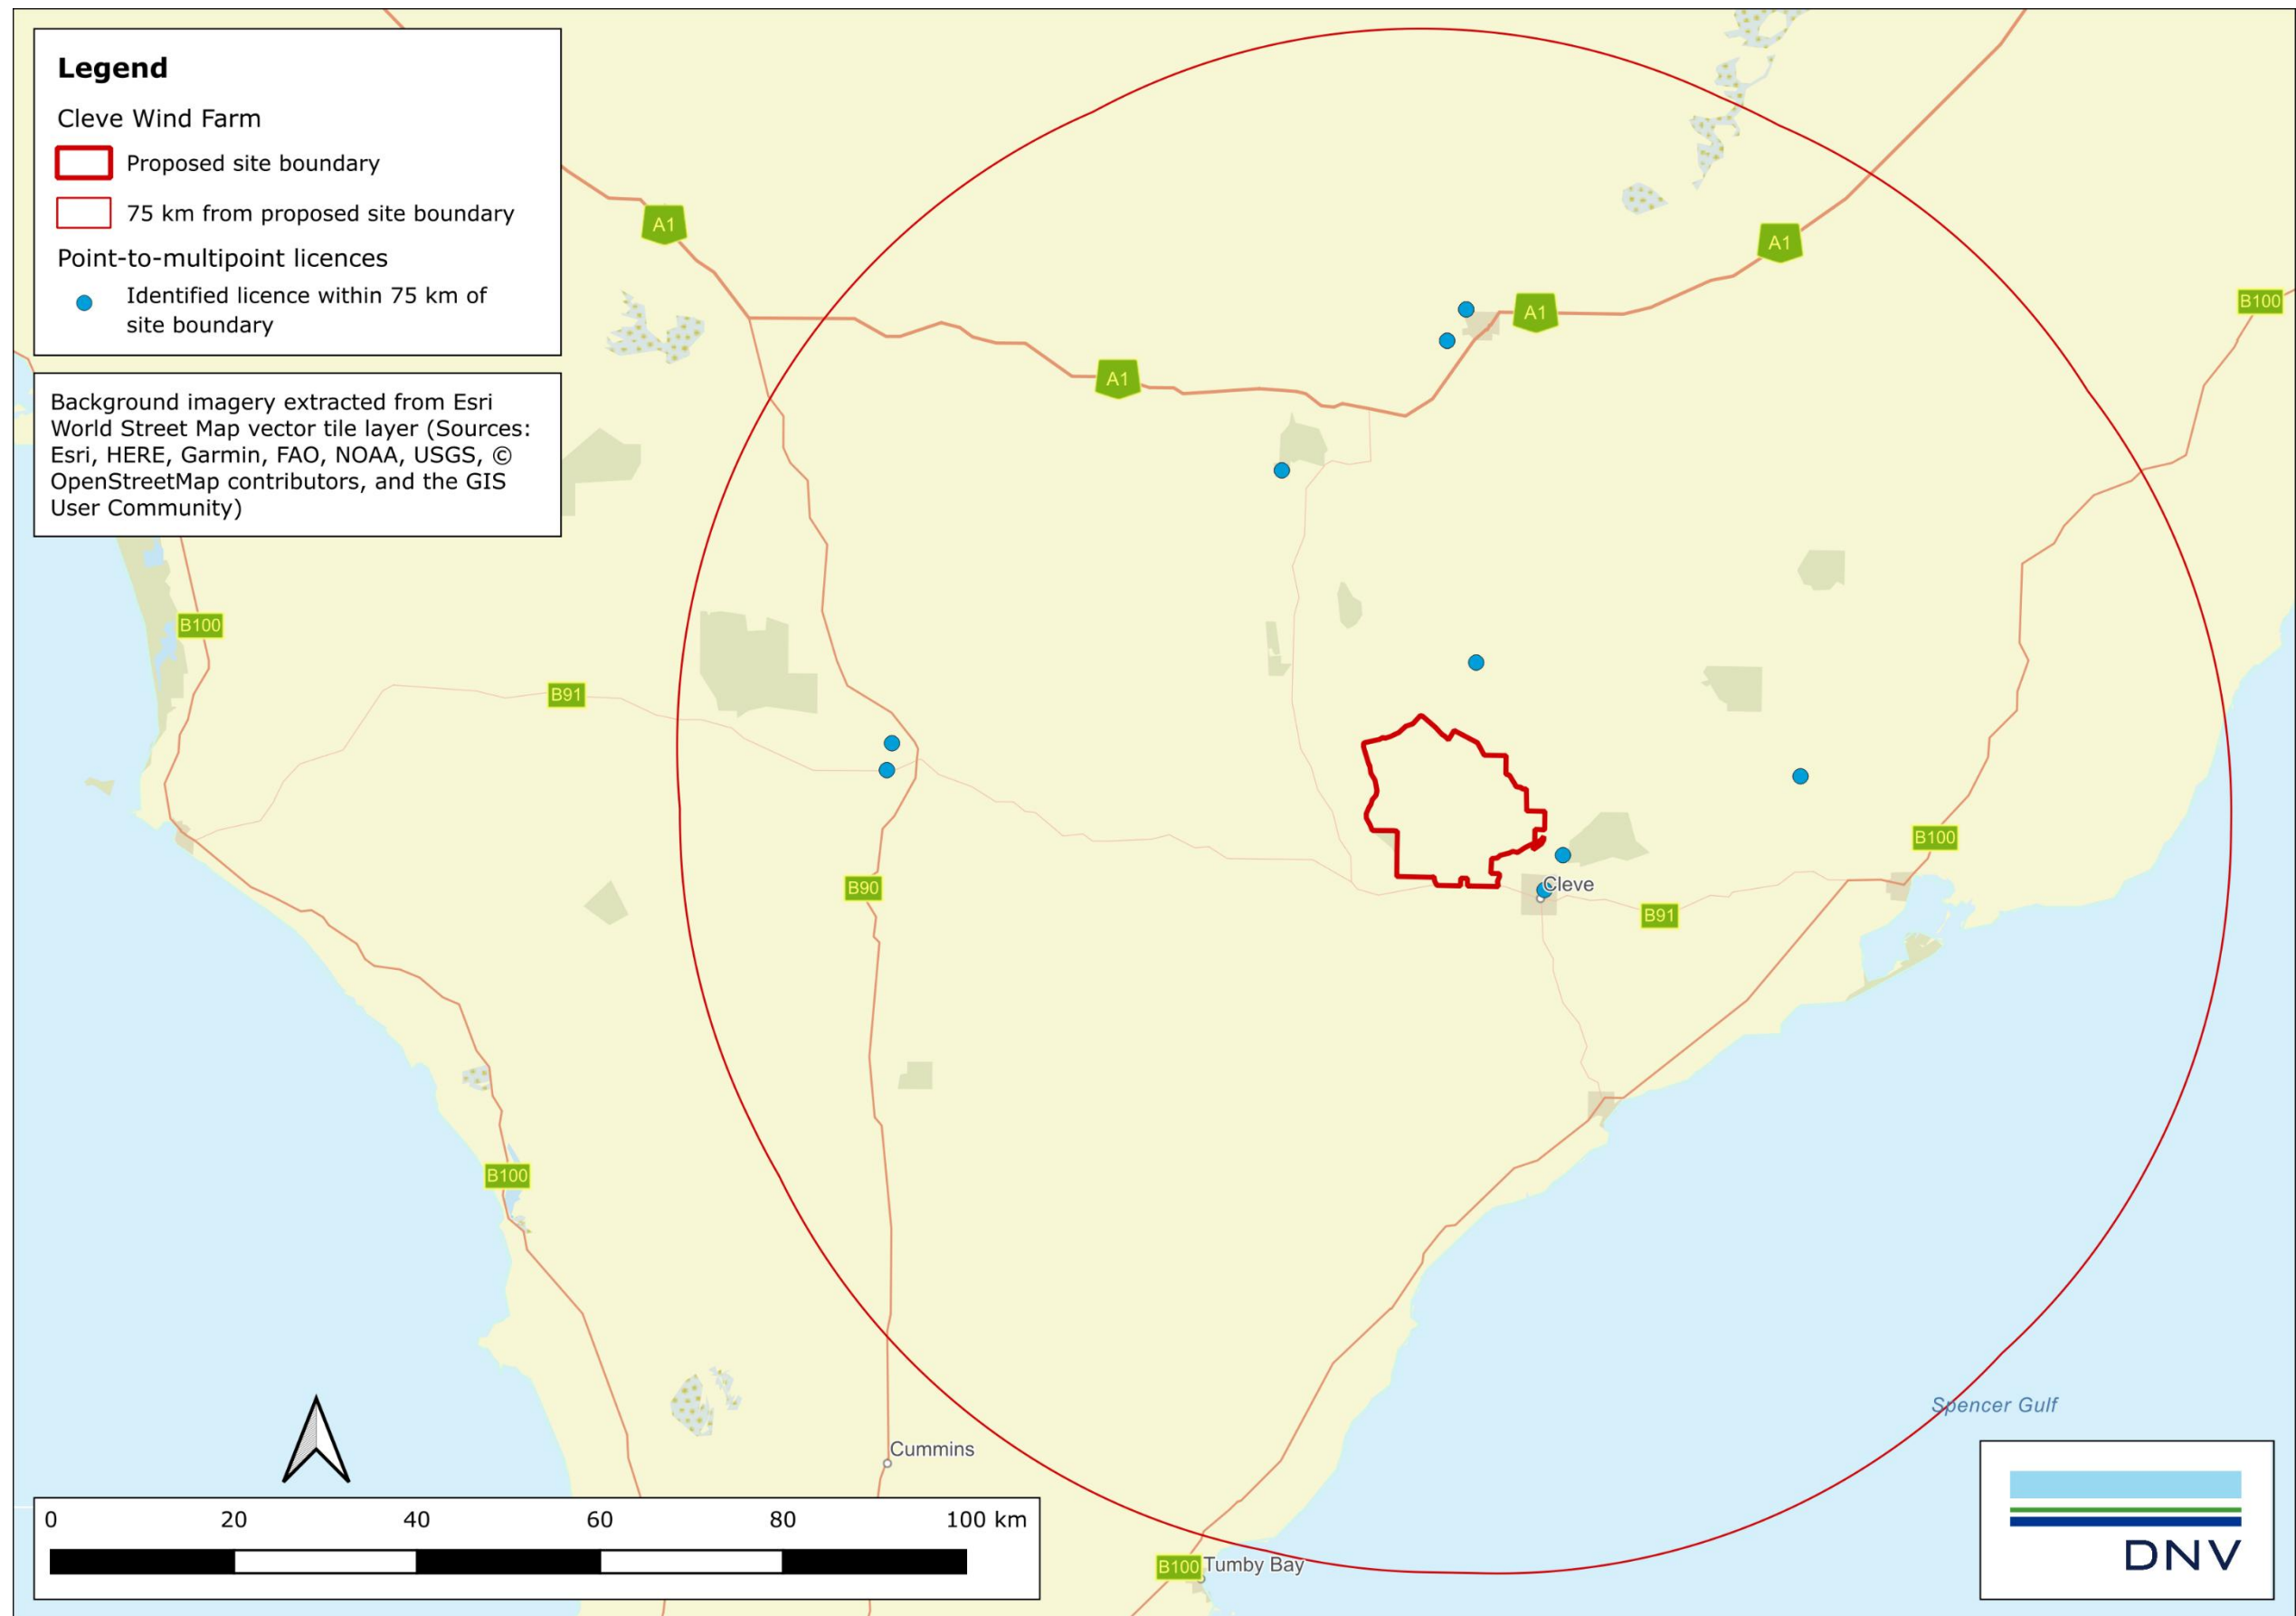 Legend
Cleve Wind Farm
Proposed site boundary
75 km from proposed site boundary
Point-to-multipoint licences
Identified licence within 75 km of
site boundary
Background imagery extracted from Esri
World Street Map vector tile layer (Sources:
Esri, HERE, Garmin, FAO, NOAA, USGS, ©
OpenStreetMap contributors, and the GIS
User Community)
A1
A1
B100
A1
A1
B100
B91
B100
B90
Cleve
B91
B100
Spencer Gulf
Cummins
0 20 40 60 80 100 km
B100 Tumby Bay
DNV